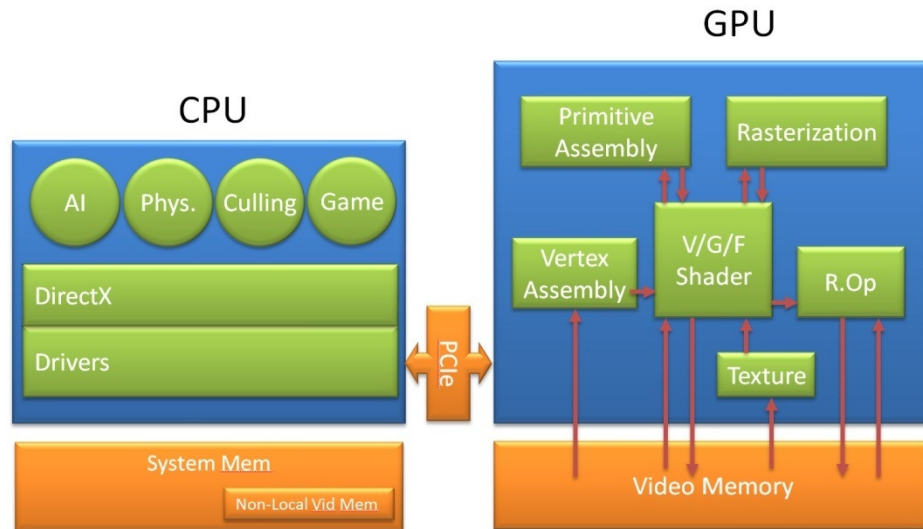 GPU
CPU
Primitive
Assembly
Rasterization
AI
Phys.
Culling
Game
V/G/F
Shader
Vertex
Assembly
R.Op
DirectX
Drivers
PCIe
Texture
System Mem
Non-Local Vid Mem
Video Memory